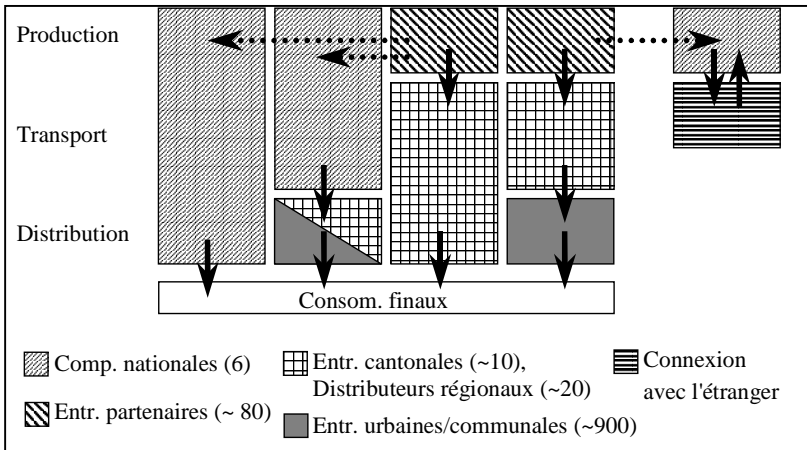 Production
Transport
Distribution
Consom. finaux
Comp. nationales (6)
Entr. partenaires (~ 80)
Entr. cantonales (~10),
Distributeurs régionaux (~20)
Entr. urbaines/communales (~900)
Connexion
avec l'étranger